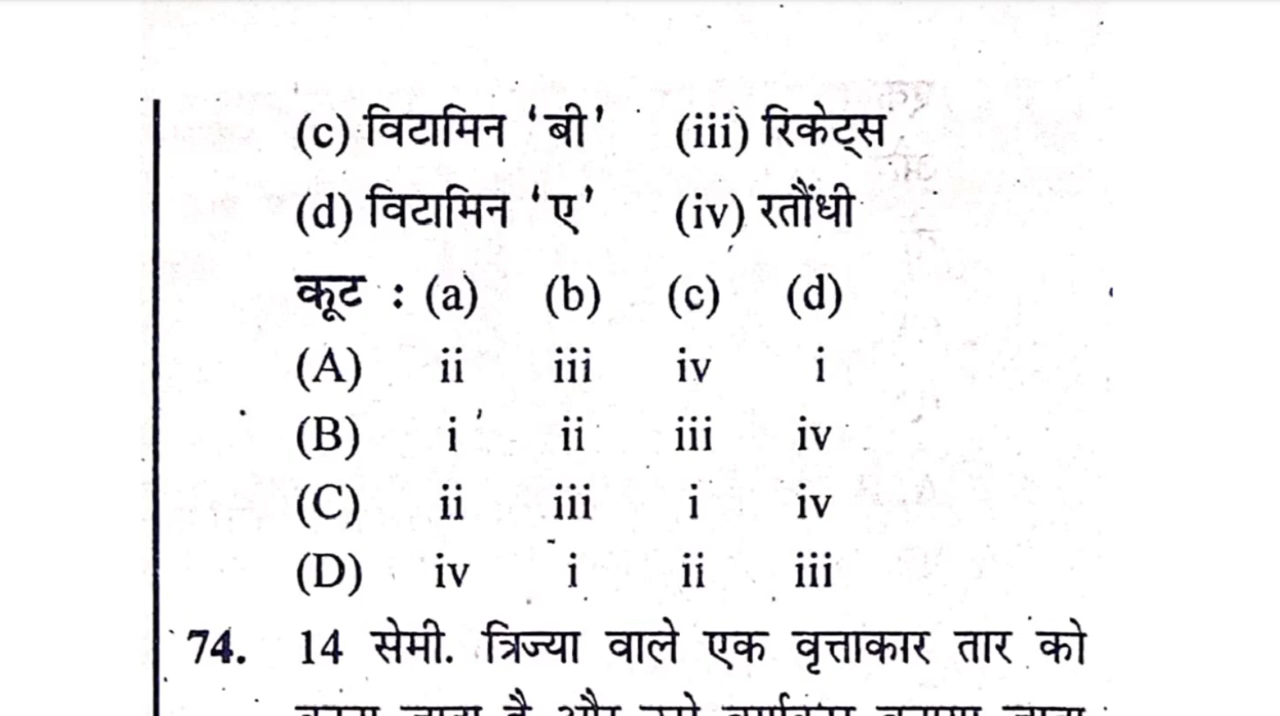 (c) विटामिन ‘बी’ (iii) रिकेट्स
(d) विटामिन ‘ए’ (iv) रतौंधी
कूट : (a) (b) (c) (d)
(A) ii iii iv i
(B) i ii iii iv
(C) ii iii i iv
(D) iv i ii iii
74. 14 सेमी. त्रिज्या वाले एक वृत्ताकार तार को